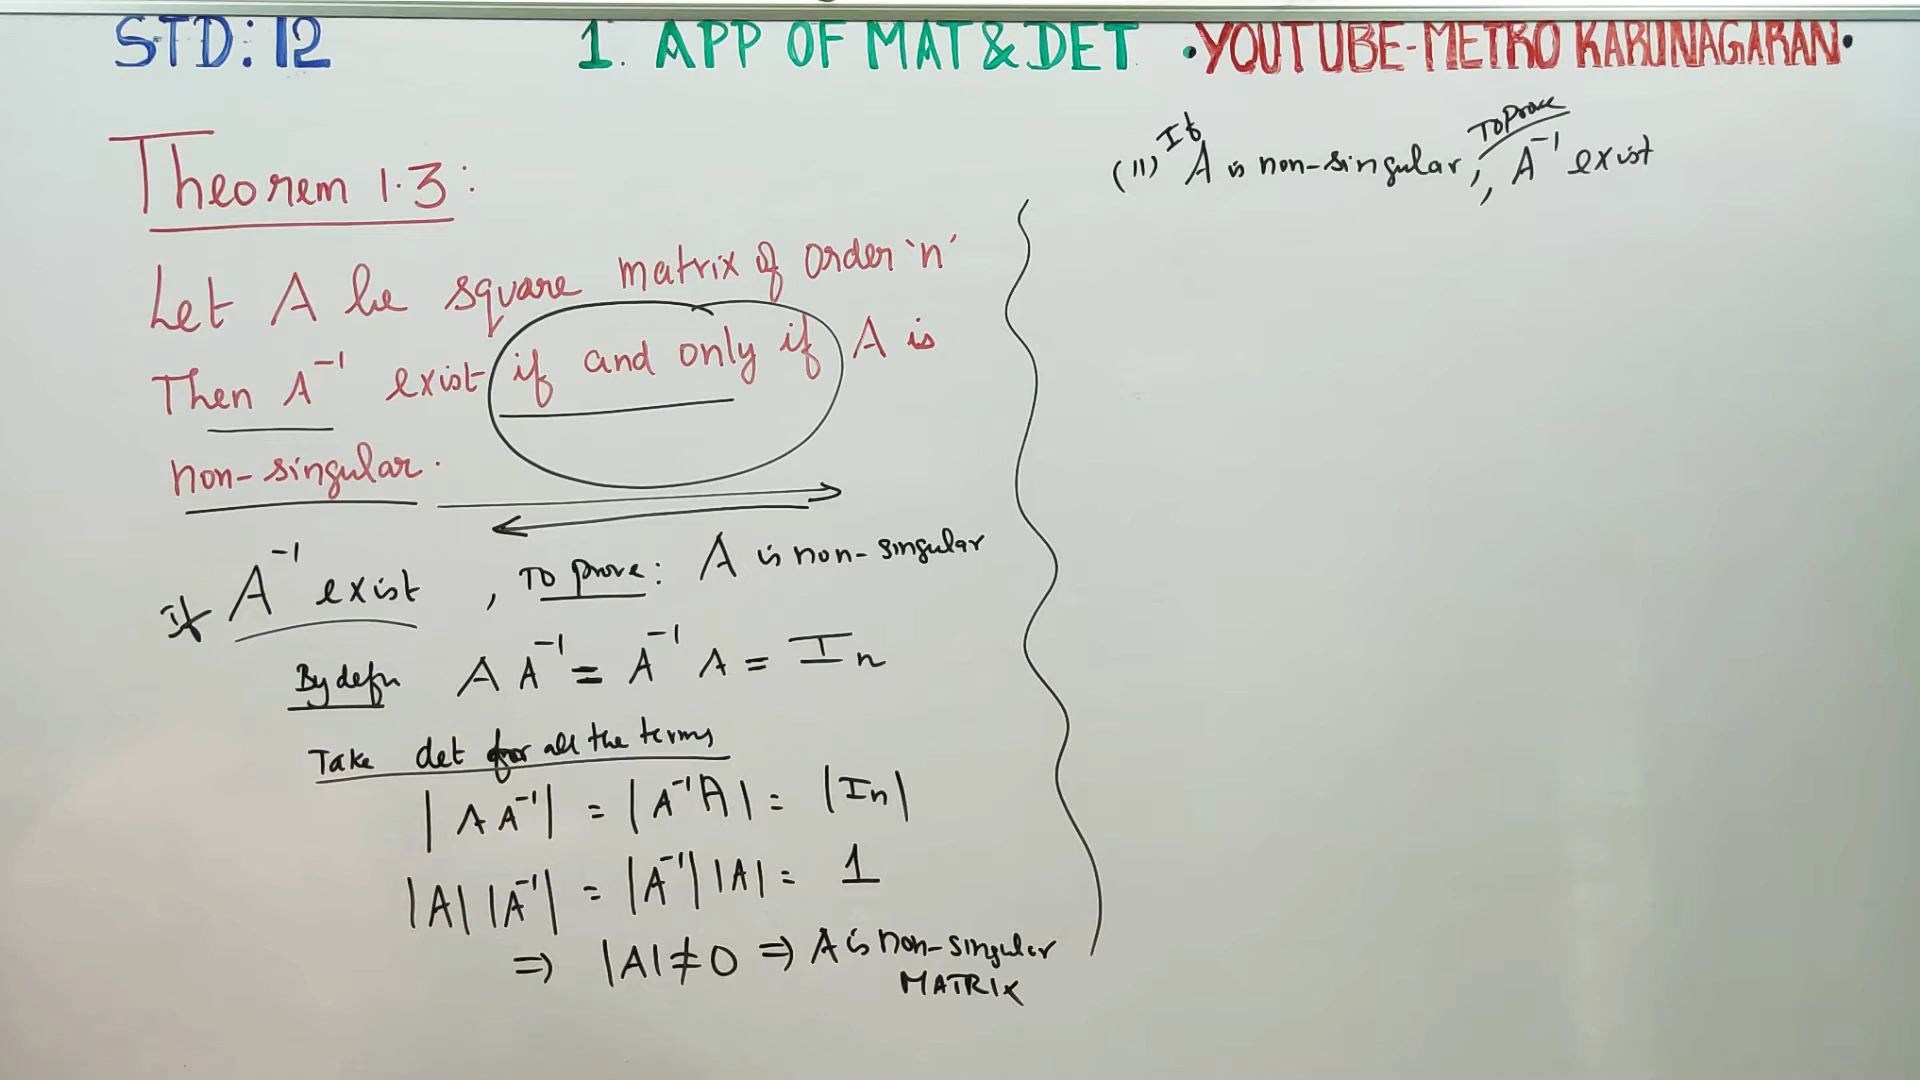 STD: 12
1. APP OF MAT & DET
•YOUTUBE-METRO KARUNAGARAN•
Theorem 1.3:
Let A be square matrix of order 'n'
Then A⁻¹ exist if and only if A is
non-singular.
If A⁻¹ exist, To prove: A is non-singular
By defn A A⁻¹ = A⁻¹ A = Iₙ
Take det for all the terms
|A A⁻¹| = |A⁻¹A| = |Iₙ|
|A| |A⁻¹| = |A⁻¹| |A| = 1
⇒ |A| ≠ 0 ⇒ A is non-singular
MATRIX
(ii) If A is non-singular, To Prove, A⁻¹ exist